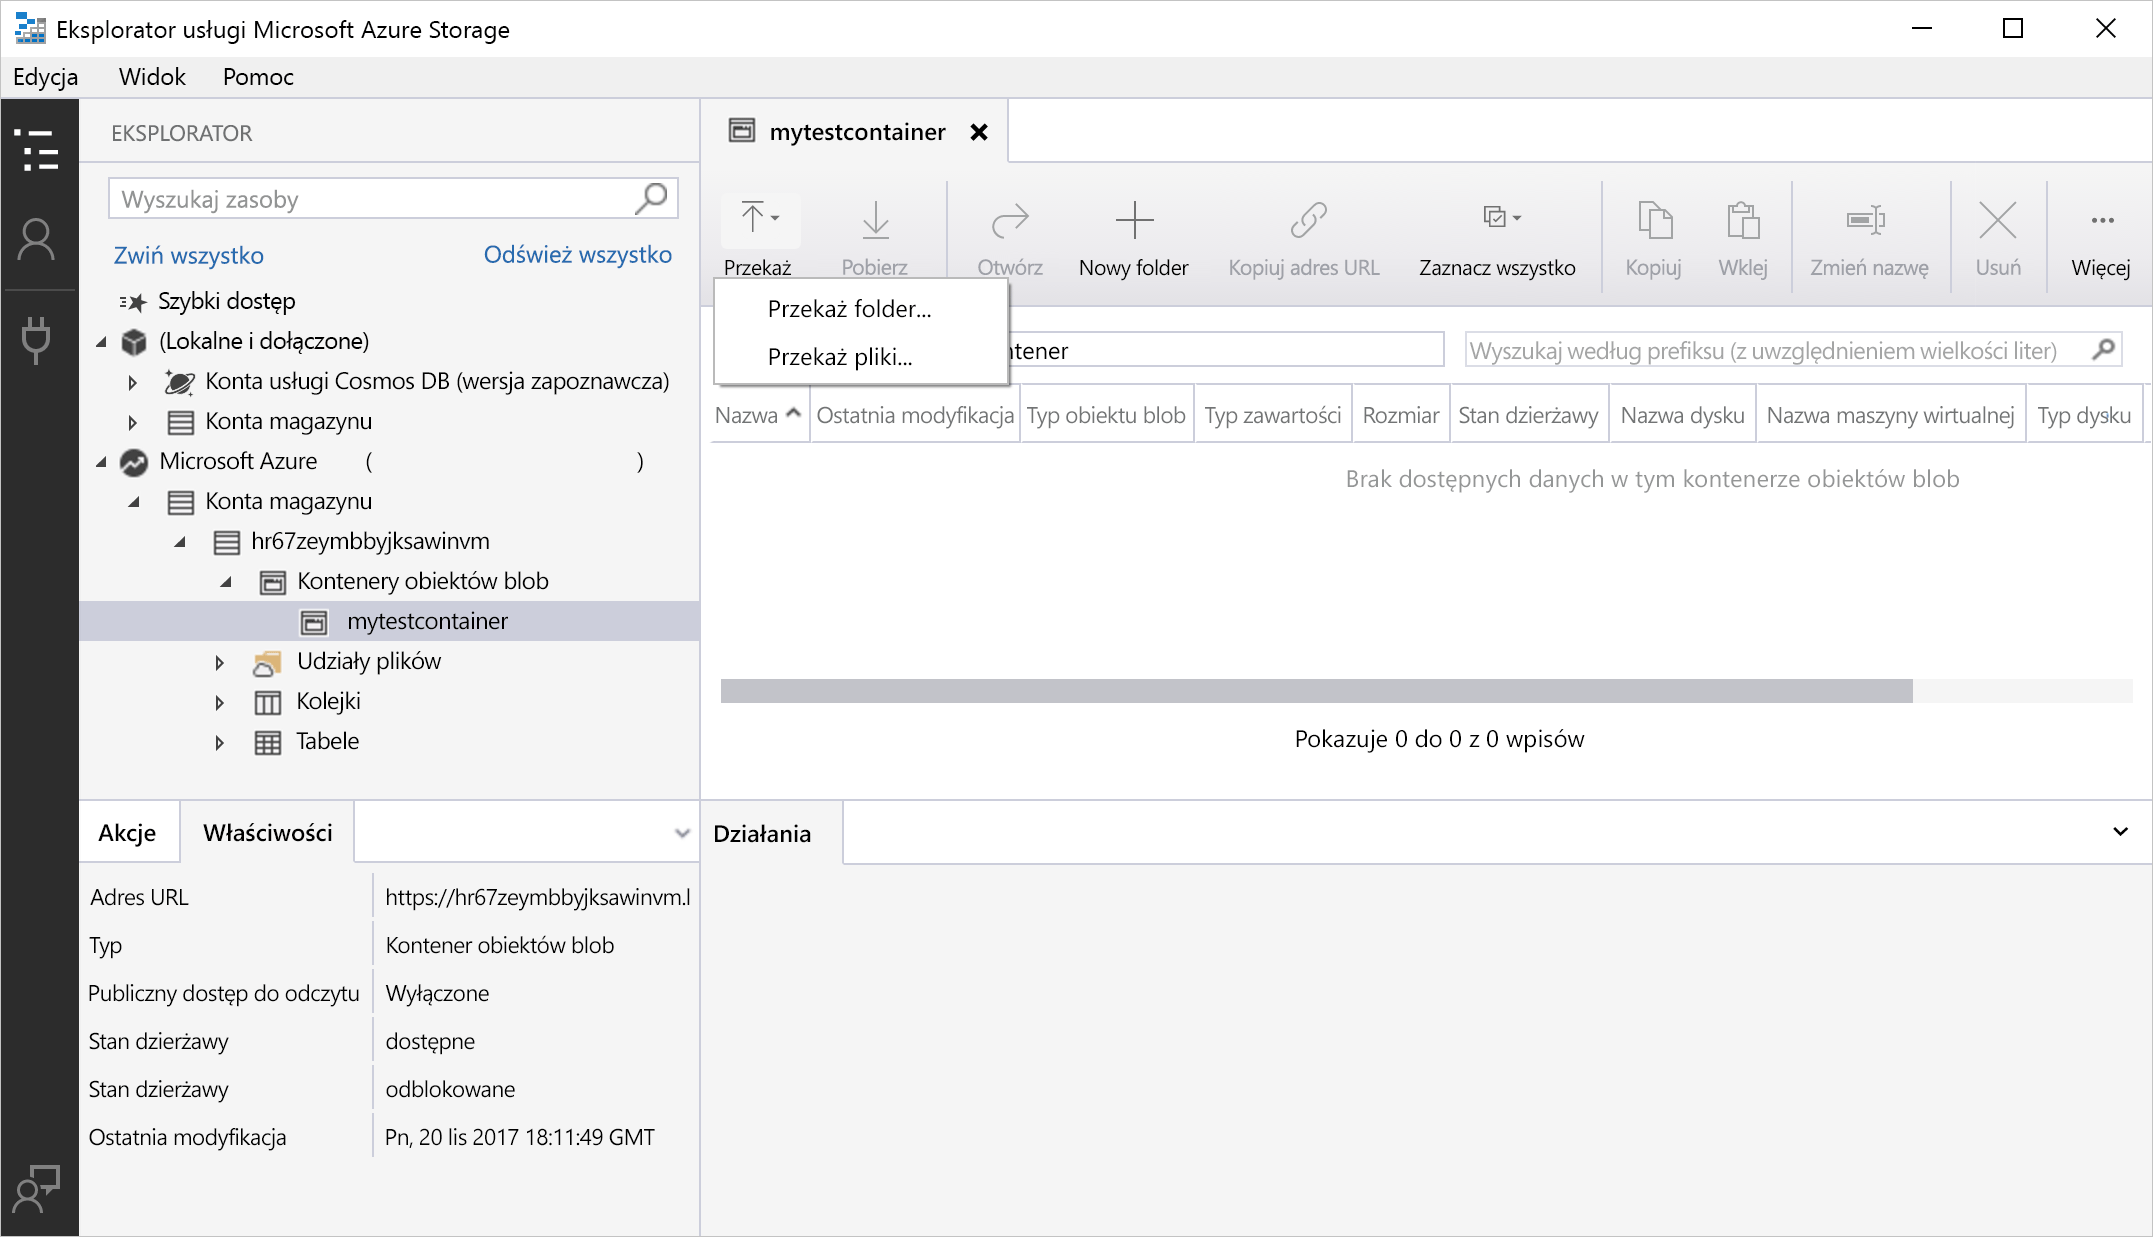 Eksplorator usługi Microsoft Azure Storage
Edycja Widok Pomoc
EKSPLORATOR
Wyszukaj zasoby
Zwiń wszystko Odśwież wszystko
Szybki dostęp
(Lokalne i dołączone)
Konta usługi Cosmos DB (wersja zapoznawcza)
Konta magazynu
Microsoft Azure ( )
Konta magazynu
hr67zeymbbyjksawinvm
Kontenery obiektów blob
mytestcontainer
Udziały plików
Kolejki
Tabele
Akcje Właściwości
Adres URL https://hr67zeymbbyjksawinvm.l
Typ Kontener obiektów blob
Publiczny dostęp do odczytu Wyłączone
Stan dzierżawy dostępne
Stan dzierżawy odblokowane
Ostatnia modyfikacja Pn, 20 lis 2017 18:11:49 GMT
mytestcontainer
Przekaż Pobierz Otwórz Nowy folder Kopiuj adres URL Zaznacz wszystko Kopiuj Wklej Zmień nazwę Usuń Więcej
Przekaż folder...
Przekaż pliki...
ntener Wyszukaj według prefiksu (z uwzględnieniem wielkości liter)
Nazwa Ostatnia modyfikacja Typ obiektu blob Typ zawartości Rozmiar Stan dzierżawy Nazwa dysku Nazwa maszyny wirtualnej Typ dysku
Brak dostępnych danych w tym kontenerze obiektów blob
Pokazuje 0 do 0 z 0 wpisów
Działania